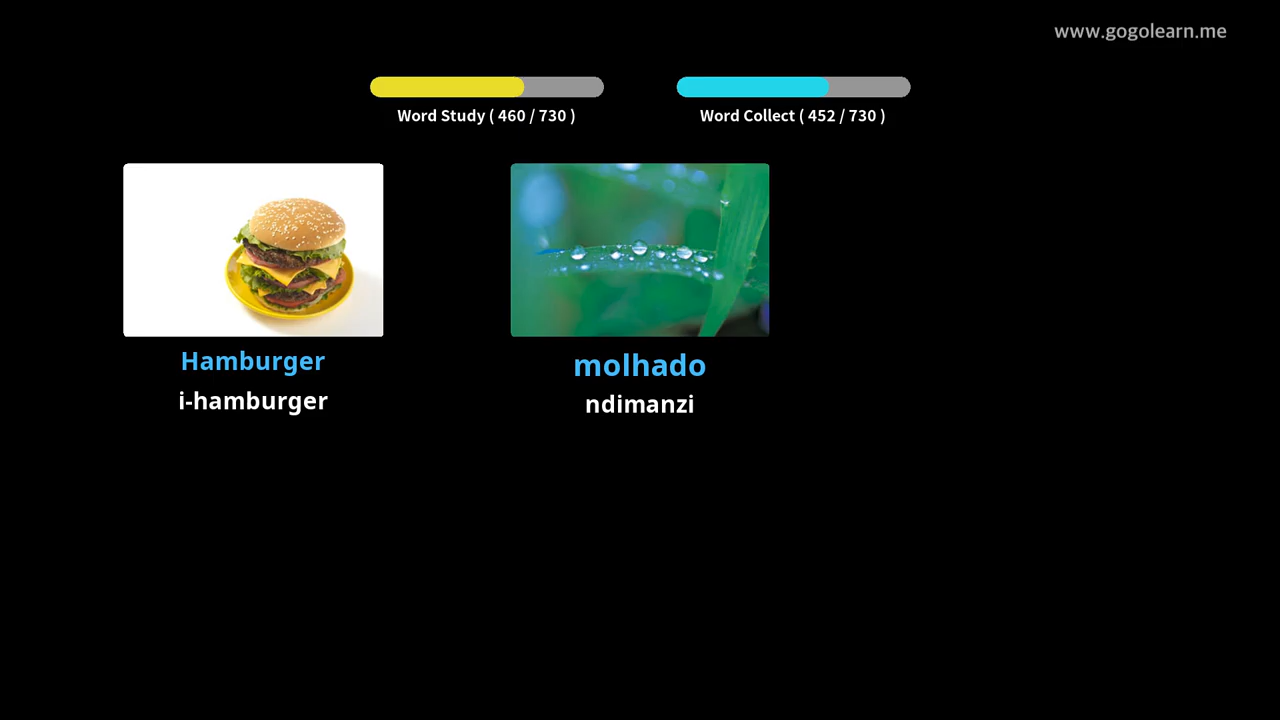 www.gogolearn.me
Word Study ( 460 / 730 )
Word Collect ( 452 / 730 )
Hamburger
i-hamburger
molhado
ndimanzi